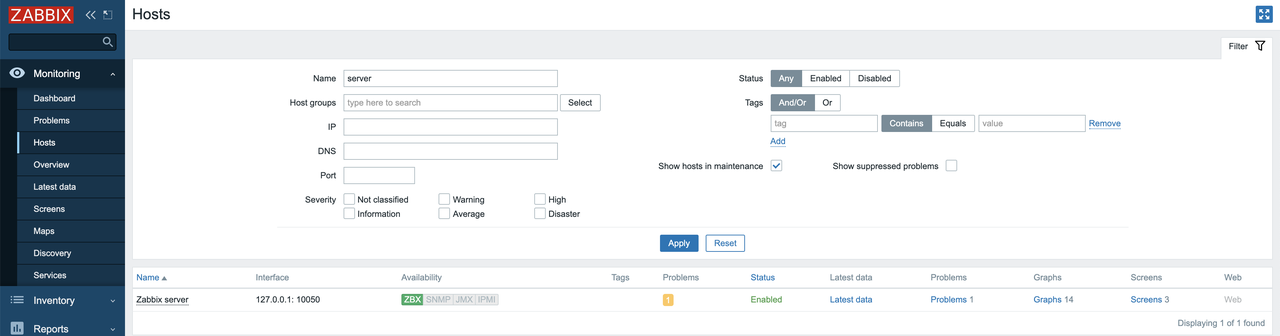 ZABBIX
Hosts
Filter
Monitoring
Dashboard
Problems
Hosts
Overview
Latest data
Screens
Maps
Discovery
Services
Inventory
Reports
Name server
Host groups type here to search Select
IP
DNS
Port
Severity Not classified Warning High
Information Average Disaster
Status Any Enabled Disabled
Tags And/Or Or
tag Contains Equals value Remove
Add
Show hosts in maintenance Show suppressed problems
Apply Reset
Name Interface Availability Tags Problems Status Latest data Problems Graphs Screens Web
Zabbix server 127.0.0.1: 10050 ZBX SNMP JMX IPMI 1 Enabled Latest data Problems 1 Graphs 14 Screens 3 Web
Displaying 1 of 1 found